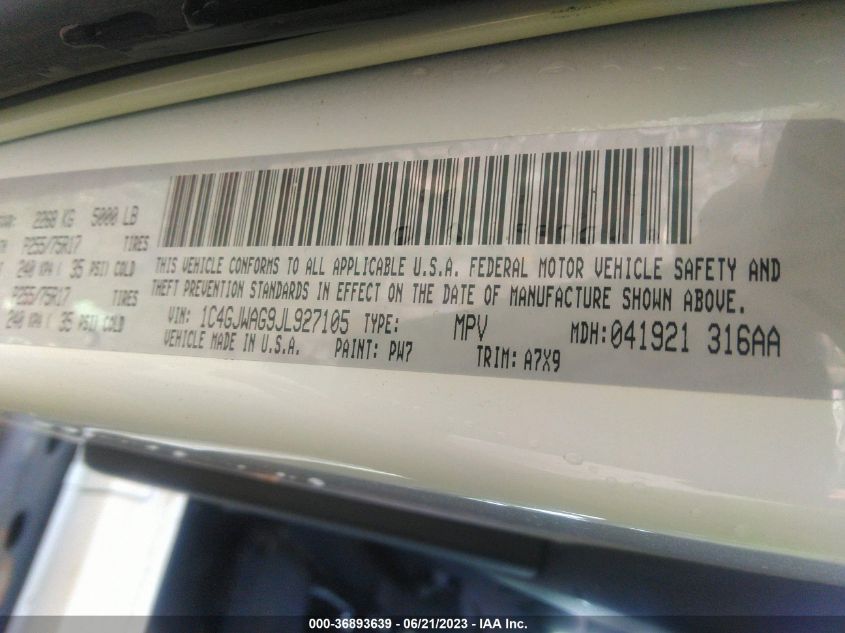 2268 KG 5000 LB
P255/75R17 TIRES
240 KPA ( 35 PSI) COLD
P255/75R17 TIRES
240 KPA ( 35 PSI) COLD
THIS VEHICLE CONFORMS TO ALL APPLICABLE U.S.A. FEDERAL MOTOR VEHICLE SAFETY AND
THEFT PREVENTION STANDARDS IN EFFECT ON THE DATE OF MANUFACTURE SHOWN ABOVE.
VIN: 1C4GJWAG9JL927105 TYPE: MPV MDH:041921 316AA
VEHICLE MADE IN U.S.A. PAINT: PW7 TRIM: A7X9
000-36893639 - 06/21/2023 - IAA Inc.